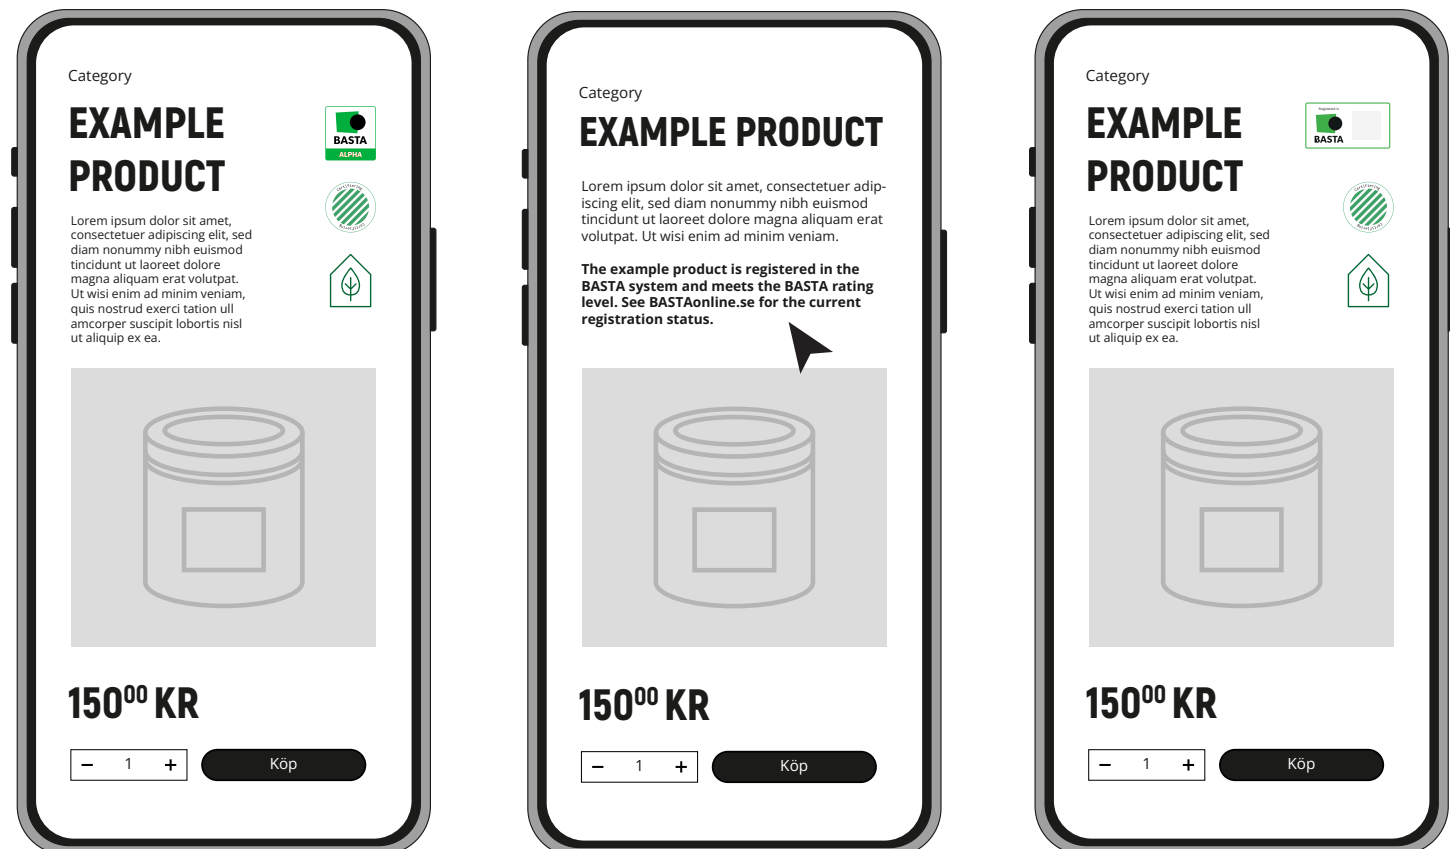 Category
EXAMPLE
PRODUCT
BASTA
ALPHA
Lorem ipsum dolor sit amet,
consectetuer adipiscing elit, sed
diam nonummy nibh euismod
tincidunt ut laoreet dolore
magna aliquam erat volutpat.
Ut wisi enim ad minim veniam,
quis nostrud exerci tation ull
amcorper suscipit lobortis nisl
ut aliquip ex ea.
150⁰⁰ KR
− 1 +
Köp
Category
EXAMPLE PRODUCT
Lorem ipsum dolor sit amet, consectetuer adip-
iscing elit, sed diam nonummy nibh euismod
tincidunt ut laoreet dolore magna aliquam erat
volutpat. Ut wisi enim ad minim veniam.
The example product is registered in the
BASTA system and meets the BASTA rating
level. See BASTAonline.se for the current
registration status.
150⁰⁰ KR
− 1 +
Köp
Category
EXAMPLE
PRODUCT
Registered in
BASTA
Lorem ipsum dolor sit amet,
consectetuer adipiscing elit, sed
diam nonummy nibh euismod
tincidunt ut laoreet dolore
magna aliquam erat volutpat.
Ut wisi enim ad minim veniam,
quis nostrud exerci tation ull
amcorper suscipit lobortis nisl
ut aliquip ex ea.
150⁰⁰ KR
− 1 +
Köp